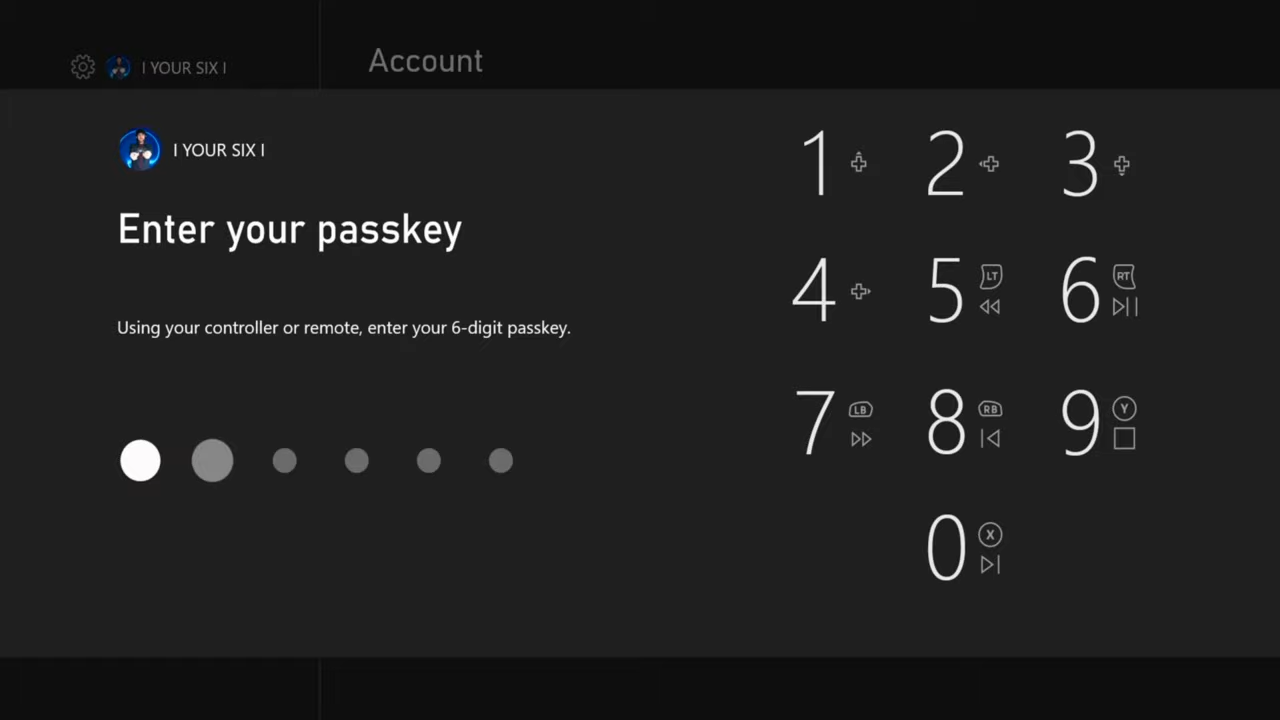 I YOUR SIX I
Account
I YOUR SIX I
Enter your passkey
Using your controller or remote, enter your 6-digit passkey.
1 2 3
4 5 LT 6 RT
7 LB 8 RB 9 Y
0 X